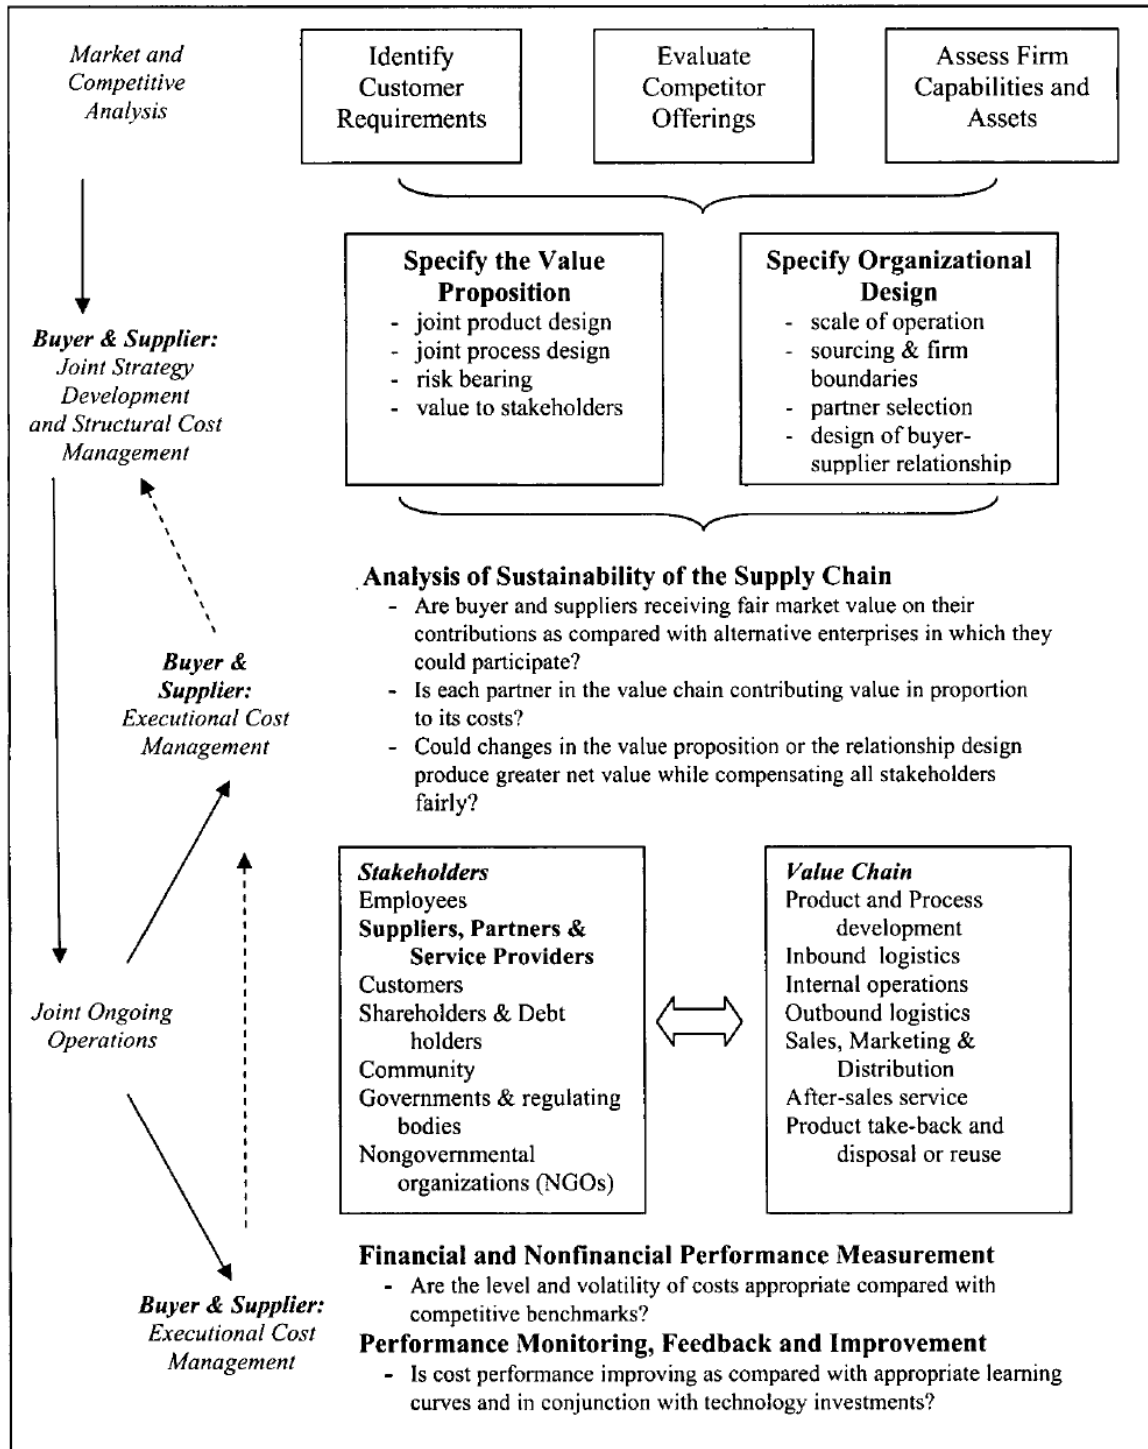 Market and
Competitive
Analysis
Identify
Customer
Requirements
Evaluate
Competitor
Offerings
Assess Firm
Capabilities and
Assets
Buyer & Supplier:
Joint Strategy
Development
and Structural Cost
Management
Specify the Value
Proposition
- joint product design
- joint process design
- risk bearing
- value to stakeholders
Specify Organizational
Design
- scale of operation
- sourcing & firm
boundaries
- partner selection
- design of buyer-
supplier relationship
Buyer &
Supplier:
Executional Cost
Management
Analysis of Sustainability of the Supply Chain
- Are buyer and suppliers receiving fair market value on their
contributions as compared with alternative enterprises in which they
could participate?
- Is each partner in the value chain contributing value in proportion
to its costs?
- Could changes in the value proposition or the relationship design
produce greater net value while compensating all stakeholders
fairly?
Joint Ongoing
Operations
Stakeholders
Employees
Suppliers, Partners &
Service Providers
Customers
Shareholders & Debt
holders
Community
Governments & regulating
bodies
Nongovernmental
organizations (NGOs)
Value Chain
Product and Process
development
Inbound logistics
Internal operations
Outbound logistics
Sales, Marketing &
Distribution
After-sales service
Product take-back and
disposal or reuse
Buyer & Supplier:
Executional Cost
Management
Financial and Nonfinancial Performance Measurement
- Are the level and volatility of costs appropriate compared with
competitive benchmarks?
Performance Monitoring, Feedback and Improvement
- Is cost performance improving as compared with appropriate learning
curves and in conjunction with technology investments?